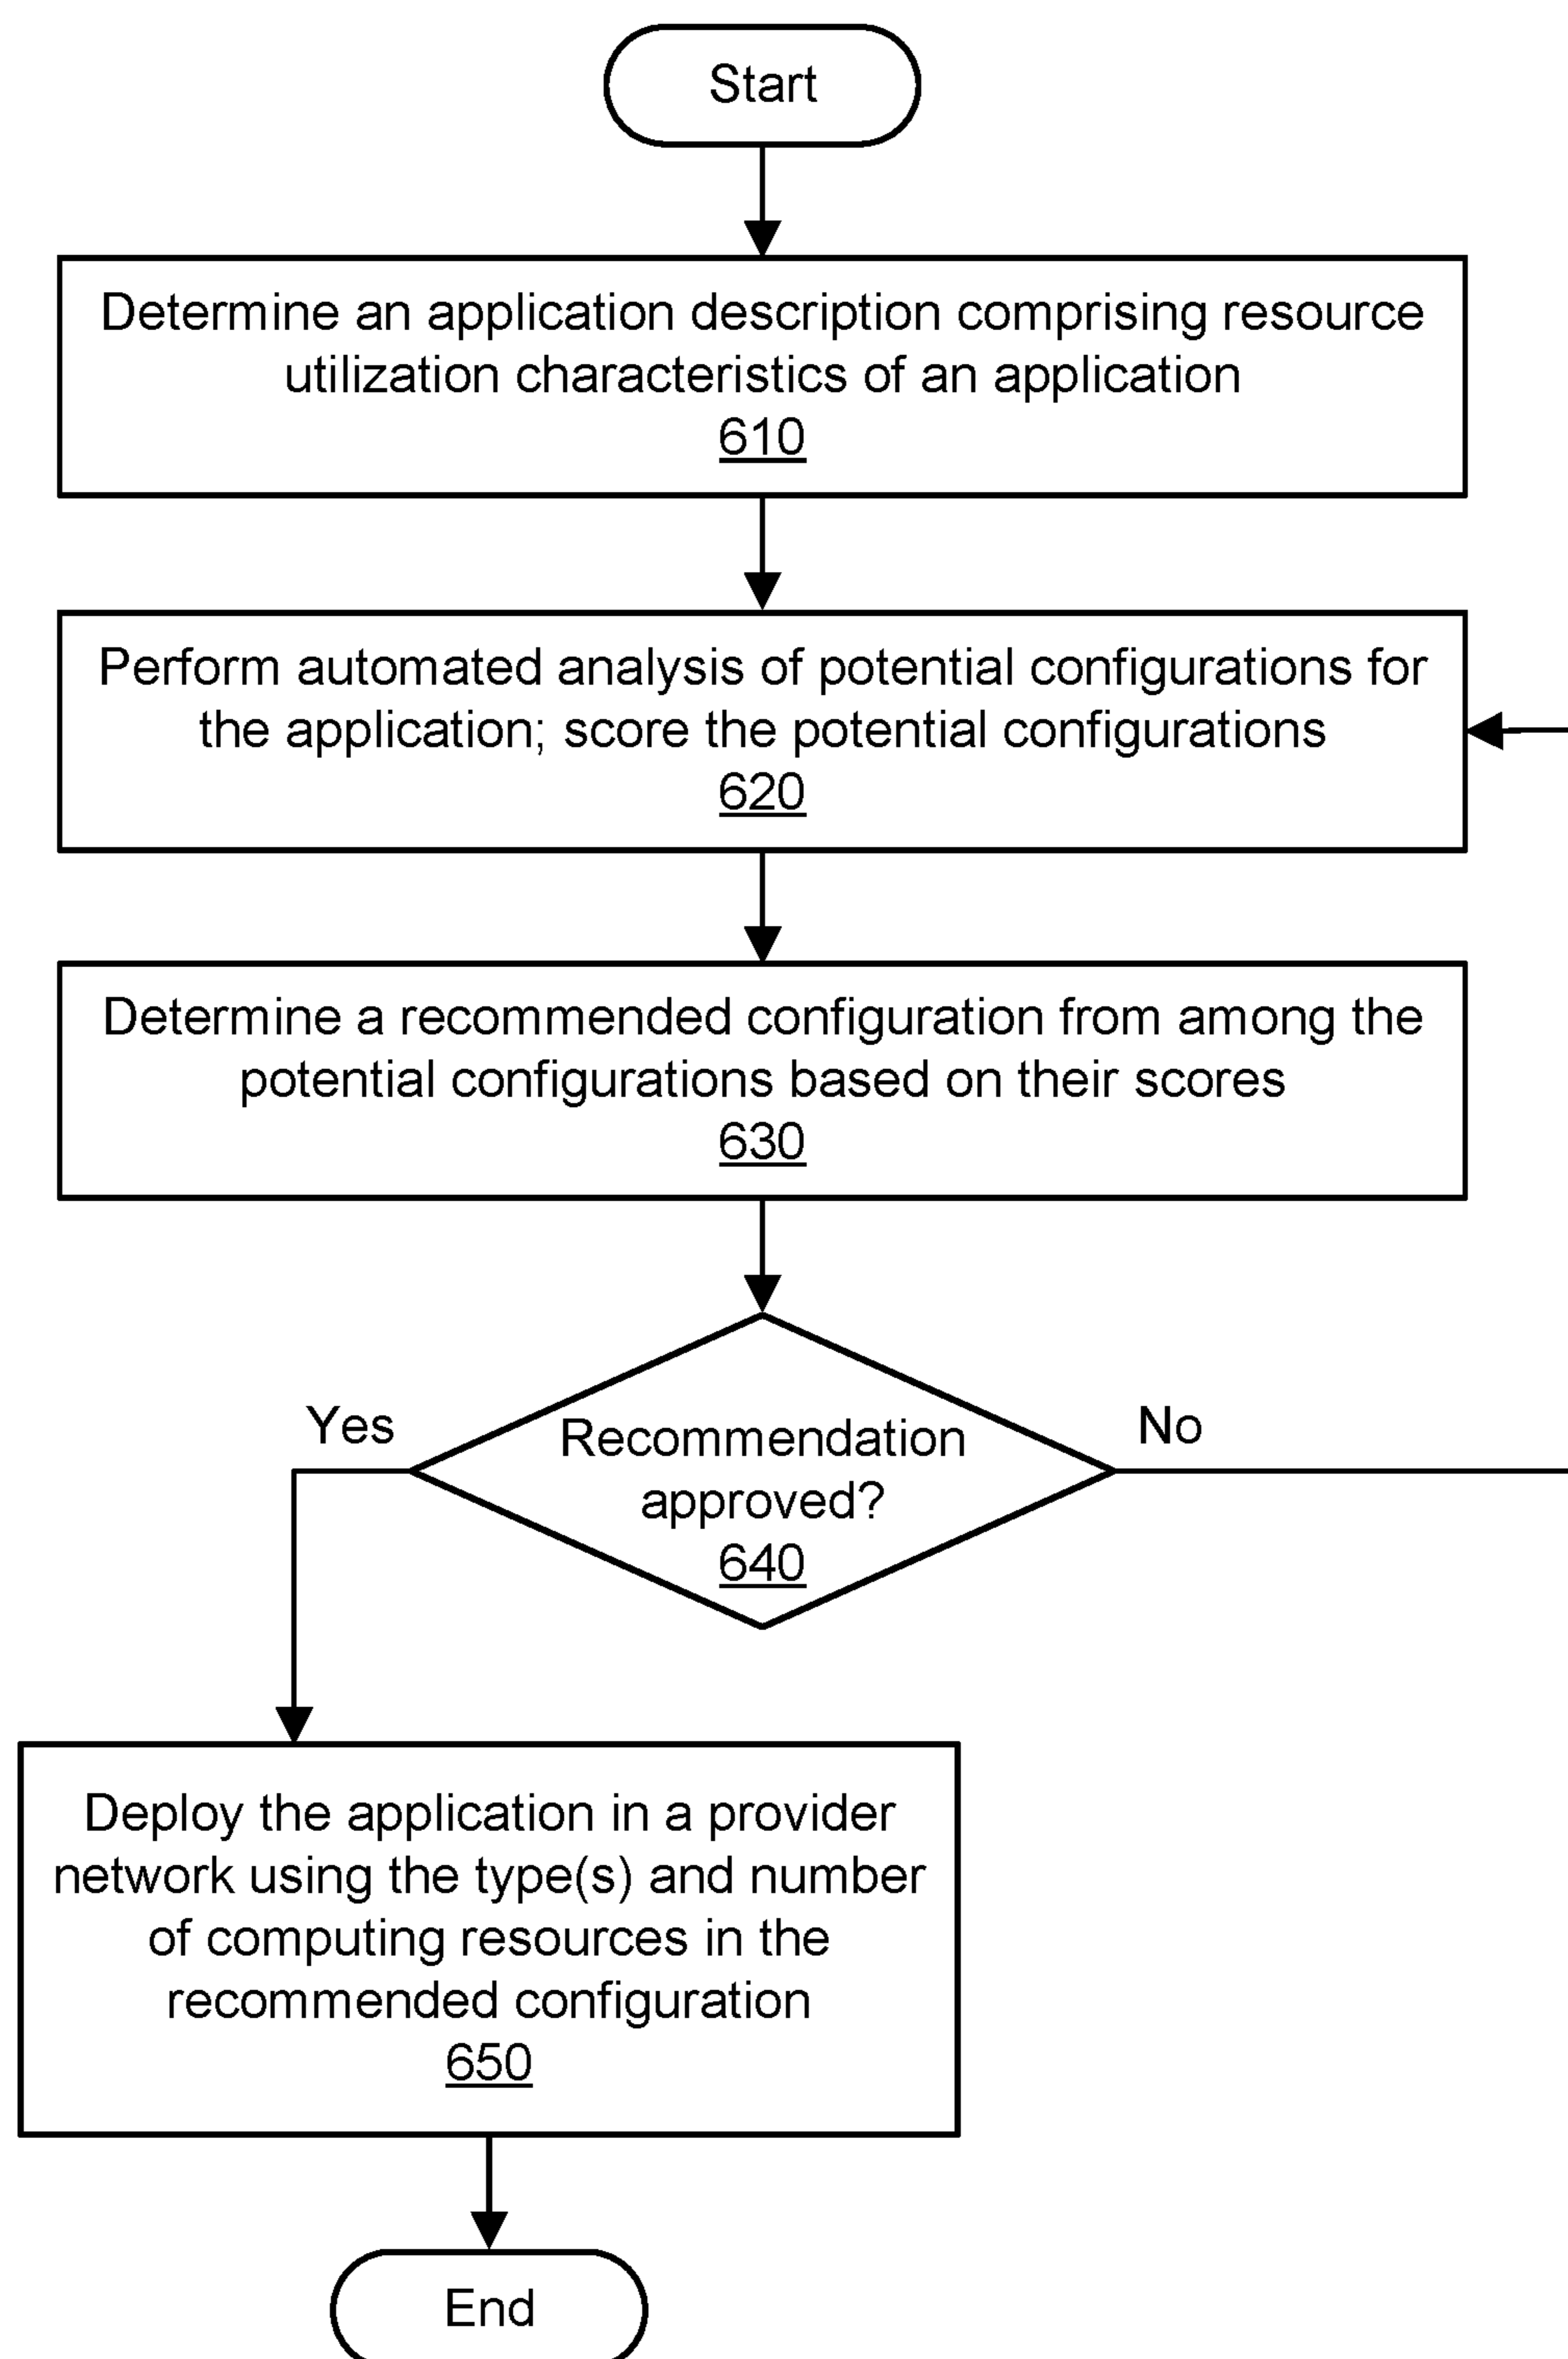 Start
Determine an application description comprising resource
utilization characteristics of an application
610
Perform automated analysis of potential configurations for
the application; score the potential configurations
620
Determine a recommended configuration from among the
potential configurations based on their scores
630
Yes
No
Recommendation
approved?
640
Deploy the application in a provider
network using the type(s) and number
of computing resources in the
recommended configuration
650
End